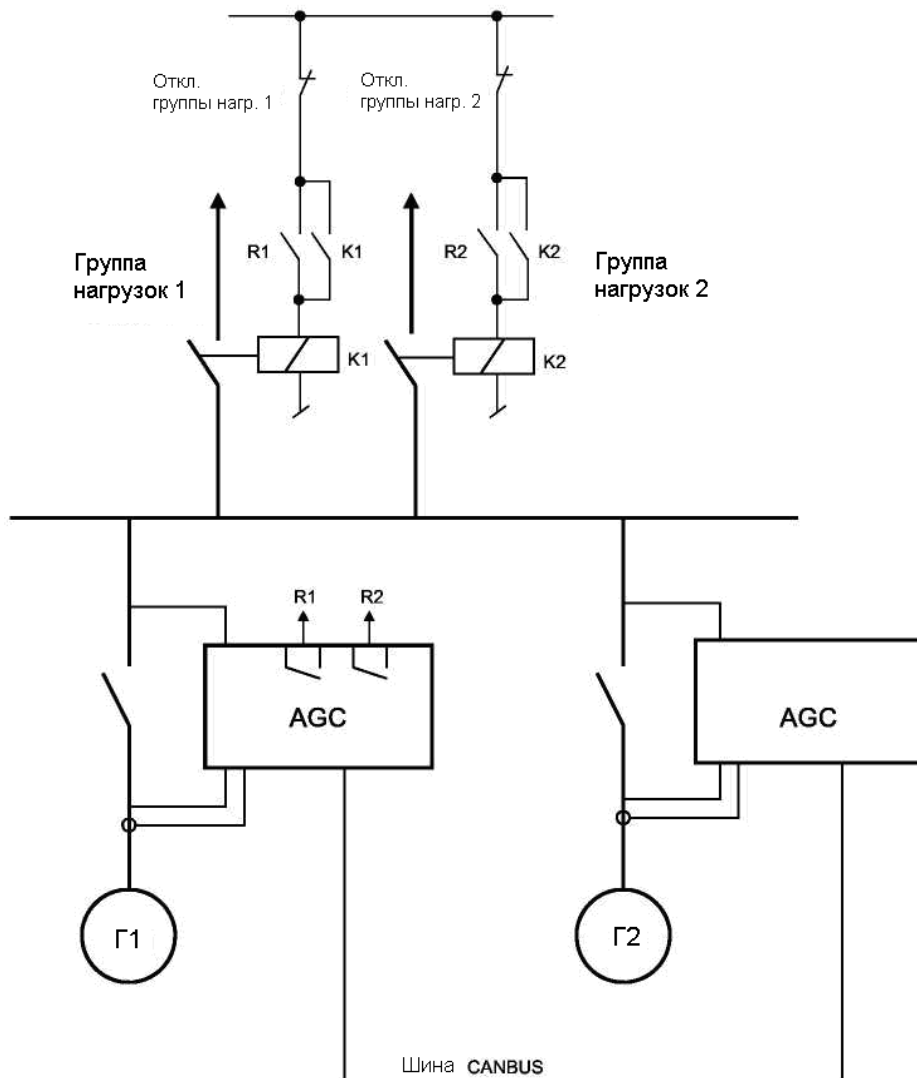 Откл.
группы нагр. 1
Откл.
группы нагр. 2
R1
K1
R2
K2
Группа
нагрузок 1
Группа
нагрузок 2
K1
K2
R1
R2
AGC
AGC
Г1
Г2
Шина CANBUS